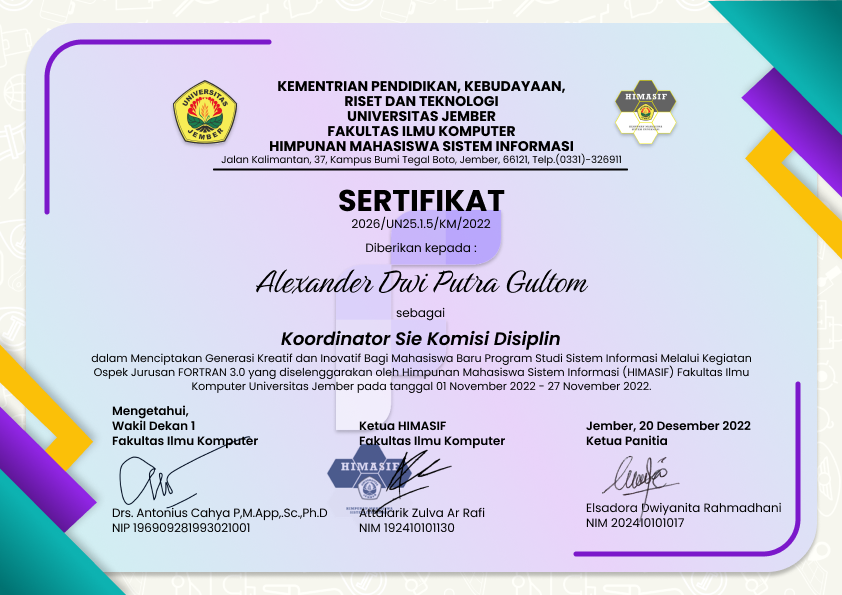 KEMENTRIAN PENDIDIKAN, KEBUDAYAAN,
RISET DAN TEKNOLOGI
UNIVERSITAS JEMBER
FAKULTAS ILMU KOMPUTER
HIMPUNAN MAHASISWA SISTEM INFORMASI
Jalan Kalimantan, 37, Kampus Bumi Tegal Boto, Jember, 66121, Telp.(0331)-326911
UNIVERSITAS
JEMBER
HIMASIF
SERTIFIKAT
2026/UN25.1.5/KM/2022
Diberikan kepada :
Alexander Dwi Putra Gultom
sebagai
Koordinator Sie Komisi Disiplin
dalam Menciptakan Generasi Kreatif dan Inovatif Bagi Mahasiswa Baru Program Studi Sistem Informasi Melalui Kegiatan
Ospek Jurusan FORTRAN 3.0 yang diselenggarakan oleh Himpunan Mahasiswa Sistem Informasi (HIMASIF) Fakultas Ilmu
Komputer Universitas Jember pada tanggal 01 November 2022 - 27 November 2022.
Mengetahui,
Wakil Dekan 1
Fakultas Ilmu Komputer
Drs. Antonius Cahya P,M.App,.Sc.,Ph.D
NIP 196909281993021001
Ketua HIMASIF
Fakultas Ilmu Komputer
HIMASIF
Attalarik Zulva Ar Rafi
NIM 192410101130
Jember, 20 Desember 2022
Ketua Panitia
Elsadora Dwiyanita Rahmadhani
NIM 202410101017